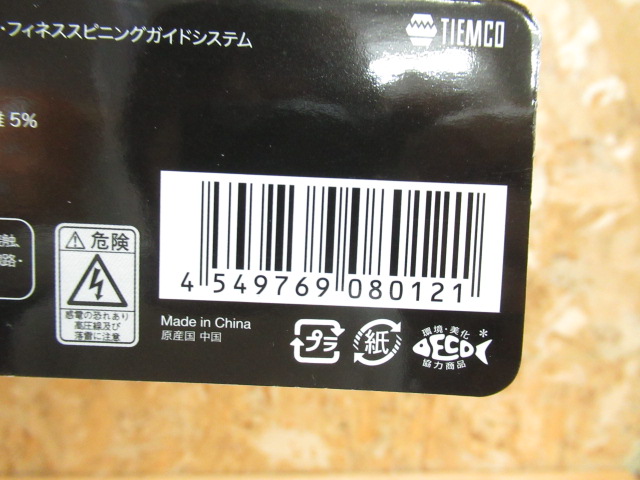 TIEMCO
・フィネススピニングガイドシステム
維 5%
危険
感電の恐れあり
高圧線及び
落雷に注意
4 549769 080121
Made in China
原産国 中国
プラ
紙
環境・美化
ECO
協力商品